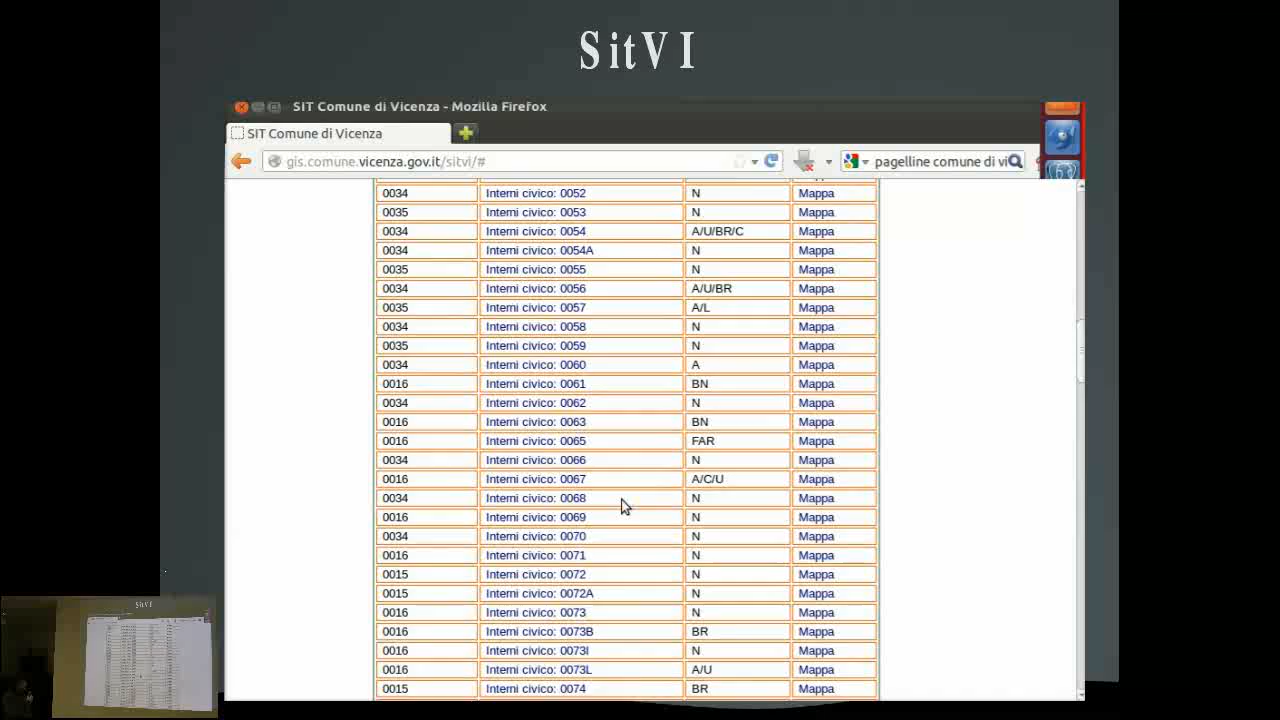 SitVI
SIT Comune di Vicenza - Mozilla Firefox
SIT Comune di Vicenza
gis.comune.vicenza.gov.it/sitvi/#
pagelline comune di vi
0034 Interni civico: 0052 N Mappa
0035 Interni civico: 0053 N Mappa
0034 Interni civico: 0054 A/U/BR/C Mappa
0034 Interni civico: 0054A N Mappa
0035 Interni civico: 0055 N Mappa
0034 Interni civico: 0056 A/U/BR Mappa
0035 Interni civico: 0057 A/L Mappa
0034 Interni civico: 0058 N Mappa
0035 Interni civico: 0059 N Mappa
0034 Interni civico: 0060 A Mappa
0016 Interni civico: 0061 BN Mappa
0034 Interni civico: 0062 N Mappa
0016 Interni civico: 0063 BN Mappa
0016 Interni civico: 0065 FAR Mappa
0034 Interni civico: 0066 N Mappa
0016 Interni civico: 0067 A/C/U Mappa
0034 Interni civico: 0068 N Mappa
0016 Interni civico: 0069 N Mappa
0034 Interni civico: 0070 N Mappa
0016 Interni civico: 0071 N Mappa
0015 Interni civico: 0072 N Mappa
0015 Interni civico: 0072A N Mappa
0016 Interni civico: 0073 N Mappa
0016 Interni civico: 0073B BR Mappa
0016 Interni civico: 0073I N Mappa
0016 Interni civico: 0073L A/U Mappa
0015 Interni civico: 0074 BR Mappa
SitVI